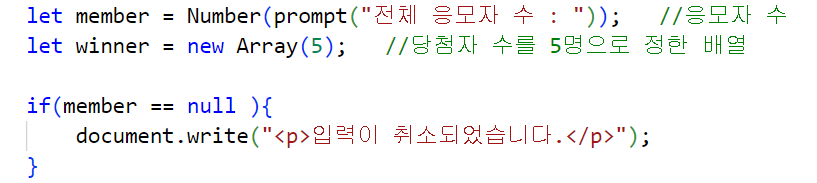 let member = Number(prompt("전체 응모자 수 : "));   //응모자 수
let winner = new Array(5);   //당첨자 수를 5명으로 정한 배열
if(member == null ){
    document.write("<p>입력이 취소되었습니다.</p>");
}